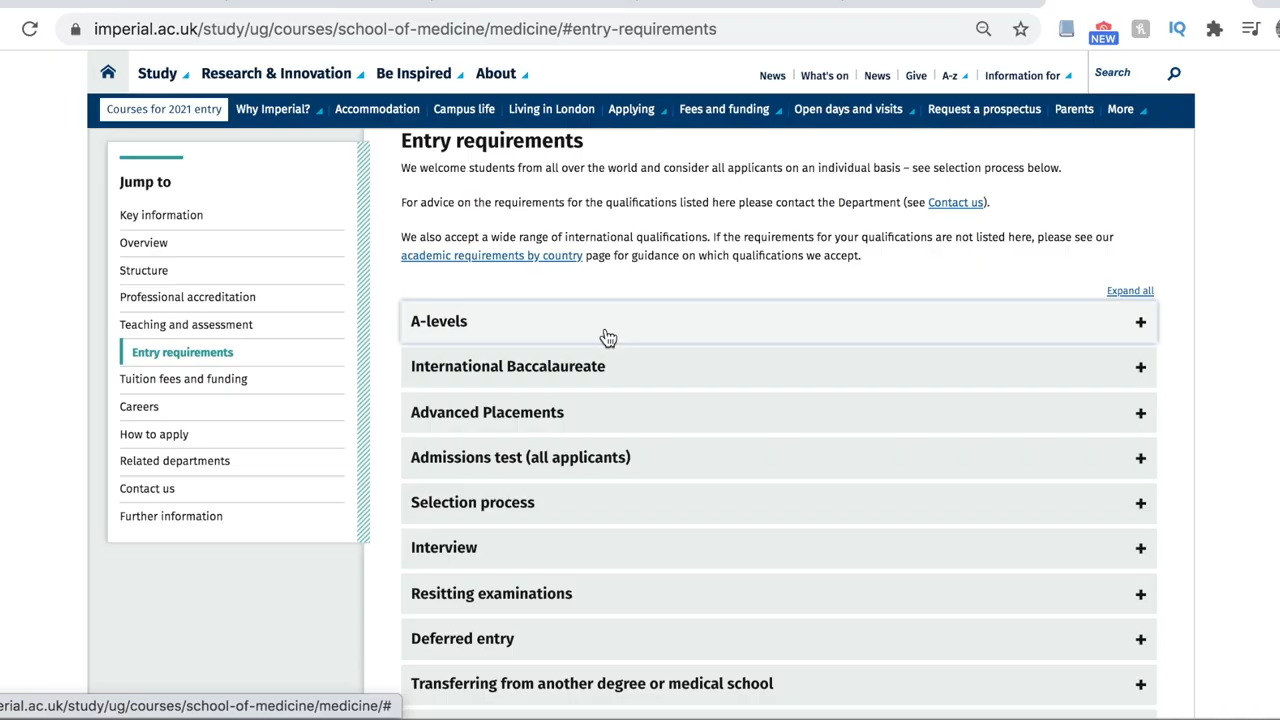 imperial.ac.uk/study/ug/courses/school-of-medicine/medicine/#entry-requirements
NEW
IQ
Study Research & Innovation Be Inspired About
News What's on News Give A-z Information for Search
Courses for 2021 entry Why Imperial? Accommodation Campus life Living in London Applying Fees and funding Open days and visits Request a prospectus Parents More
Jump to
Key information
Overview
Structure
Professional accreditation
Teaching and assessment
Entry requirements
Tuition fees and funding
Careers
How to apply
Related departments
Contact us
Further information
Entry requirements
We welcome students from all over the world and consider all applicants on an individual basis – see selection process below.
For advice on the requirements for the qualifications listed here please contact the Department (see Contact us).
We also accept a wide range of international qualifications. If the requirements for your qualifications are not listed here, please see our
academic requirements by country page for guidance on which qualifications we accept.
Expand all
A-levels +
International Baccalaureate +
Advanced Placements +
Admissions test (all applicants) +
Selection process +
Interview +
Resitting examinations +
Deferred entry +
Transferring from another degree or medical school +
erial.ac.uk/study/ug/courses/school-of-medicine/medicine/#